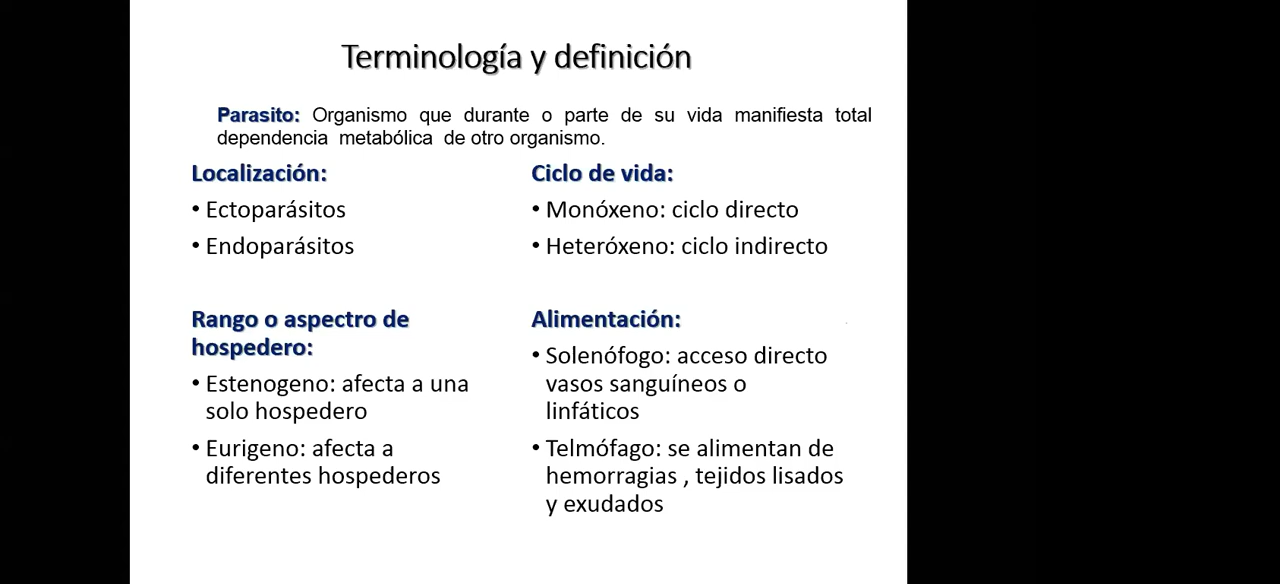 Terminología y definición
Parasito: Organismo que durante o parte de su vida manifiesta total
dependencia metabólica de otro organismo.
Localización:
• Ectoparásitos
• Endoparásitos
Ciclo de vida:
• Monóxeno: ciclo directo
• Heteróxeno: ciclo indirecto
Rango o aspectro de
hospedero:
• Estenogeno: afecta a una
solo hospedero
• Eurigeno: afecta a
diferentes hospederos
Alimentación:
• Solenófogo: acceso directo
vasos sanguíneos o
linfáticos
• Telmófago: se alimentan de
hemorragias , tejidos lisados
y exudados